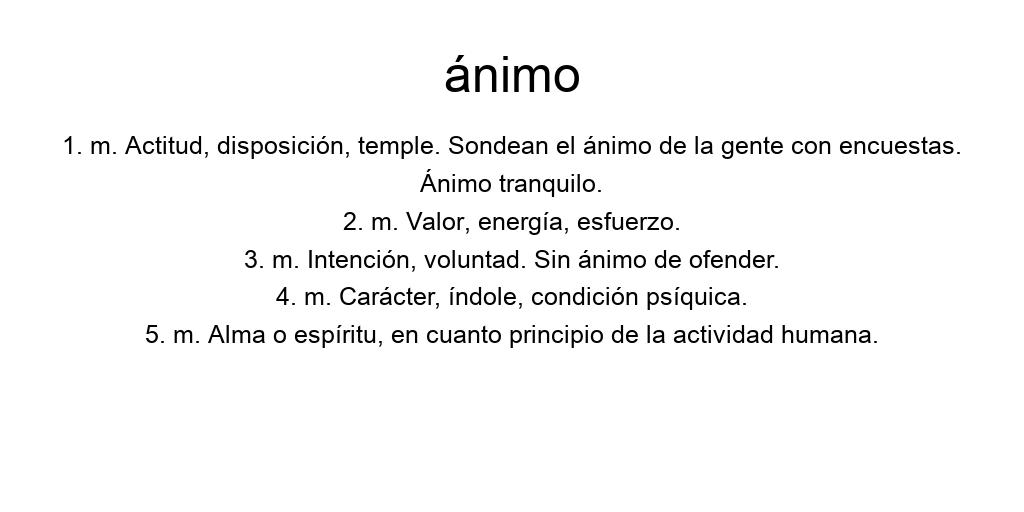 ánimo
1. m. Actitud, disposición, temple. Sondean el ánimo de la gente con encuestas.
Ánimo tranquilo.
2. m. Valor, energía, esfuerzo.
3. m. Intención, voluntad. Sin ánimo de ofender.
4. m. Carácter, índole, condición psíquica.
5. m. Alma o espíritu, en cuanto principio de la actividad humana.